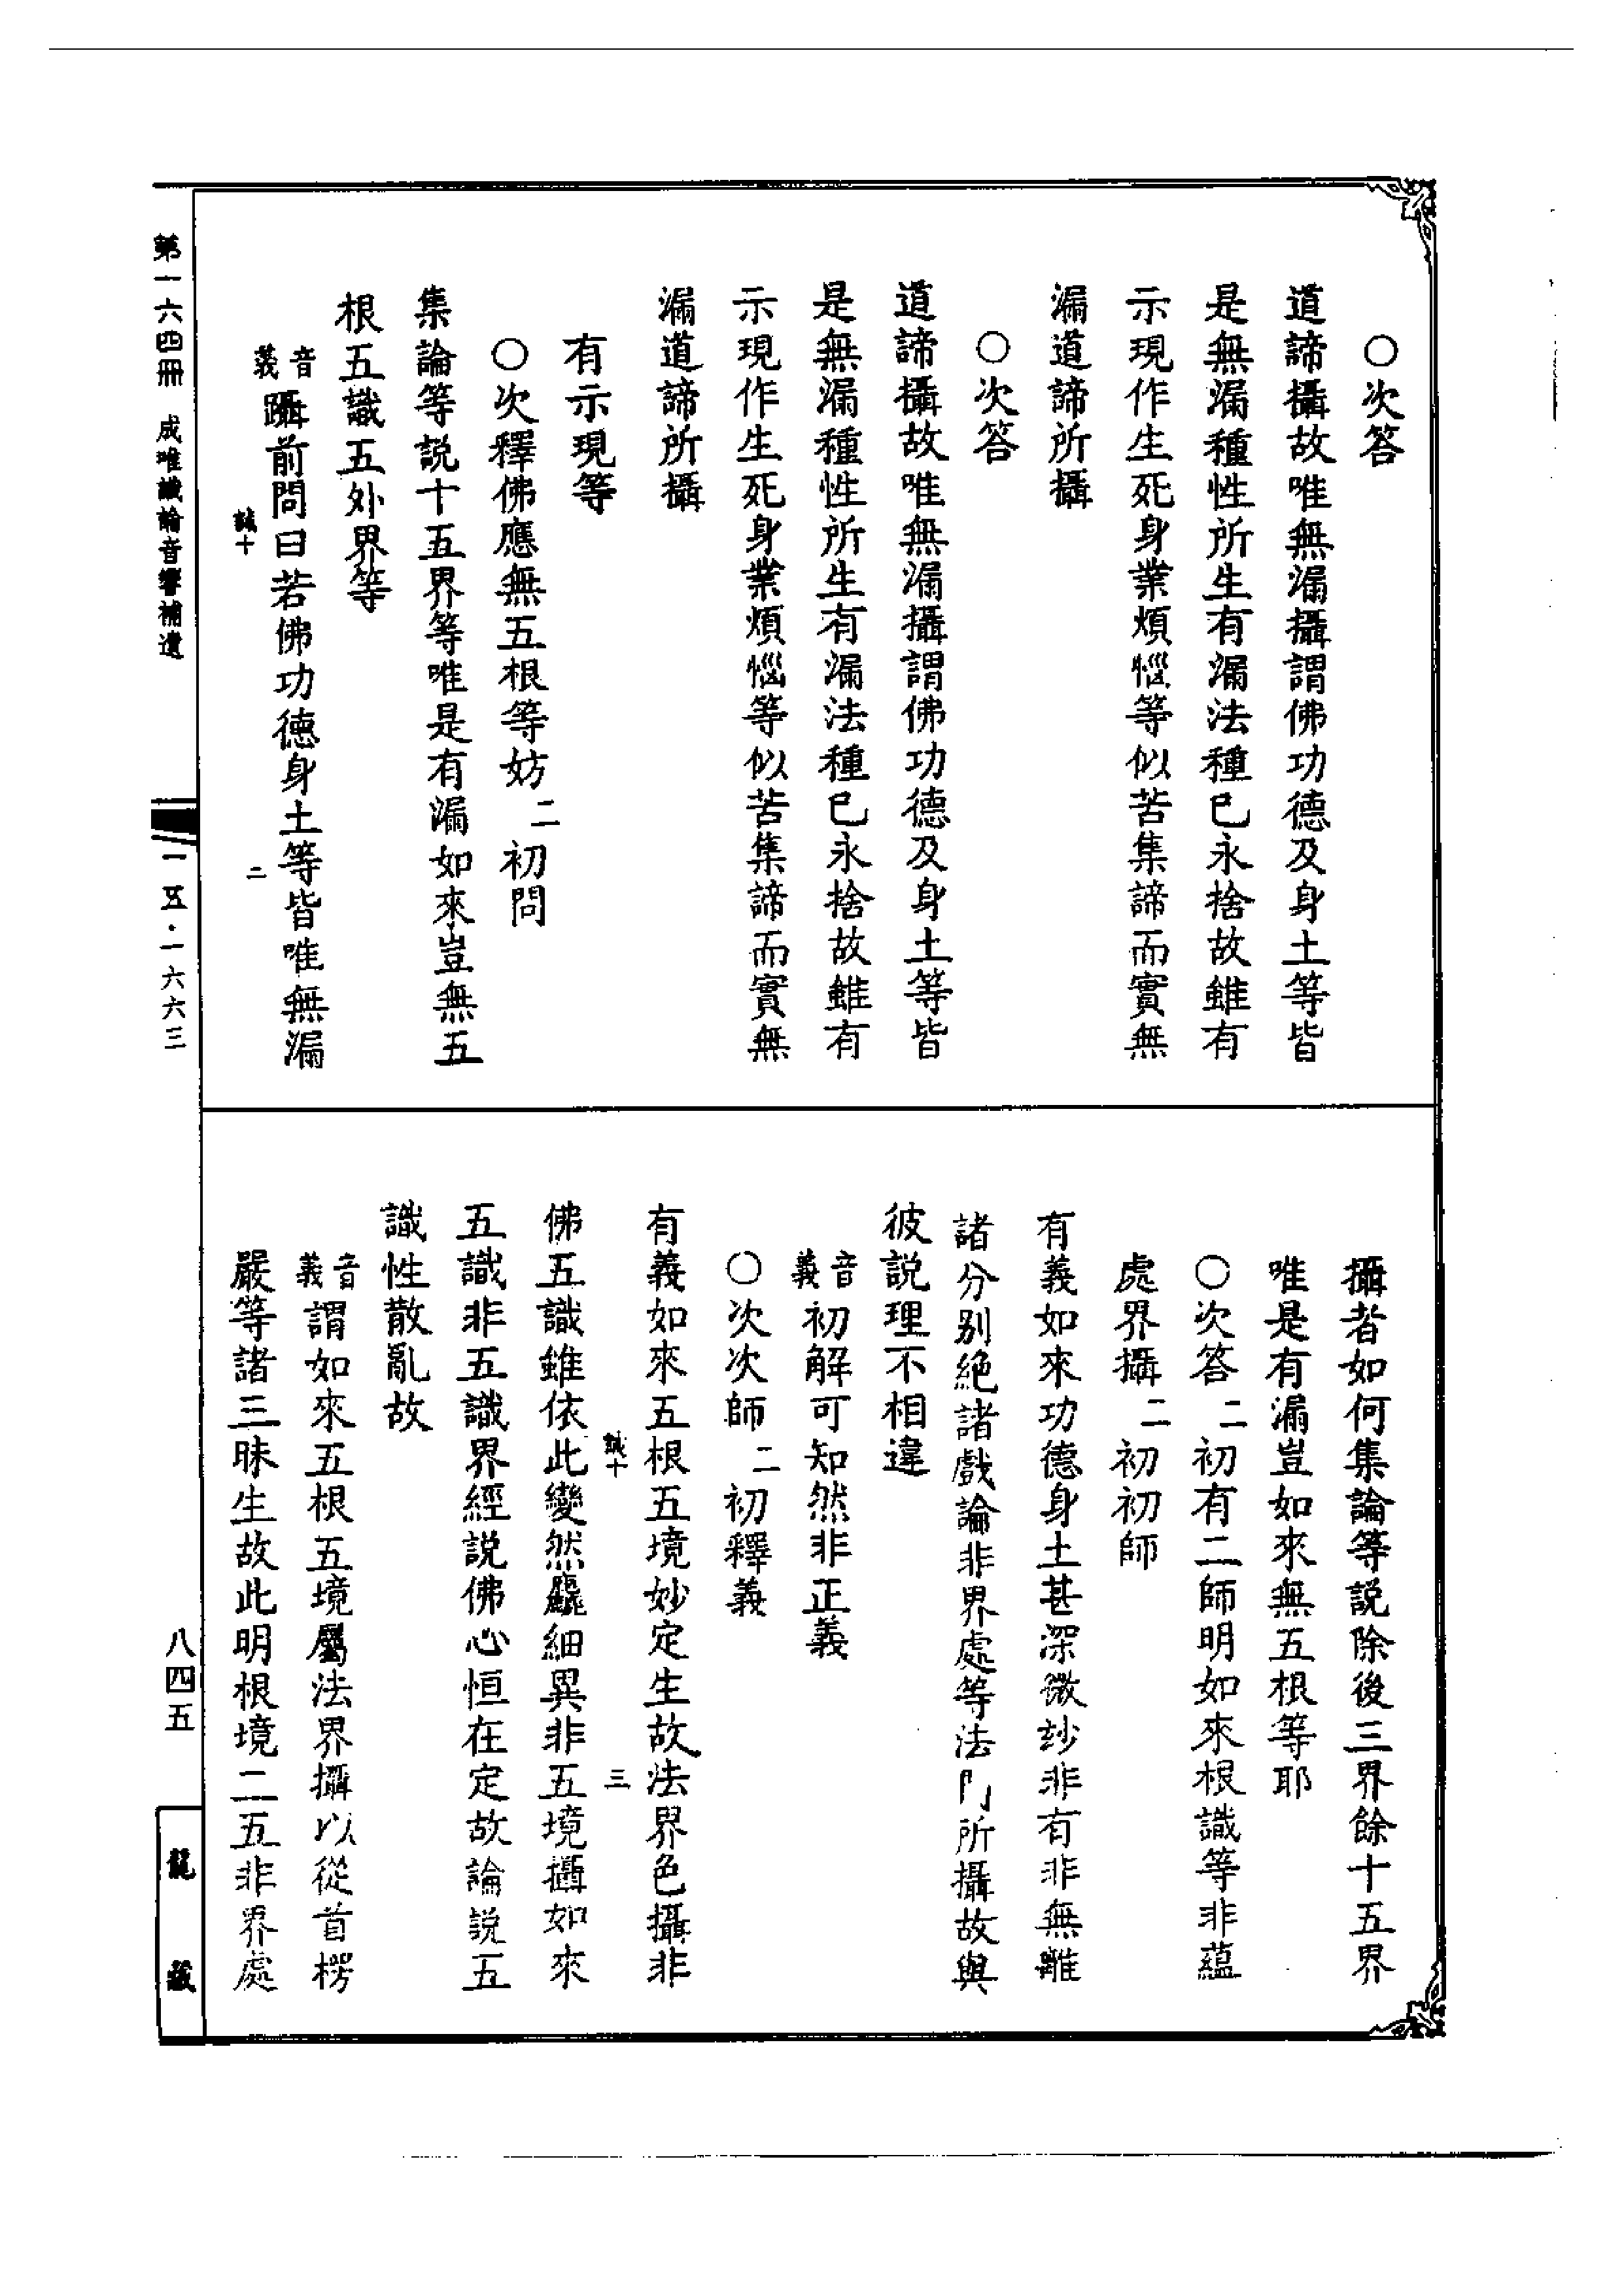 ○次答
道諦攝故唯無漏攝謂佛功德及身土等皆
是無漏種性所生有漏法種已永捨故雖有
示現作生死身業煩惱等似苦集諦而實無
漏道諦所攝
○次答
道諦攝故唯無漏攝謂佛功德及身土等皆
是無漏種性所生有漏法種已永捨故雖有
示現作生死身業煩惱等似苦集諦而實無
漏道諦所攝
有示現等
○次釋佛應無五根等妨二初問
集論等説十五界等唯是有漏如來豈無五
根五識五外界等
音義躡前問曰若佛功德身土等皆唯無漏
誠十 二
攝者如何集論等説除後三界餘十五界
唯是有漏豈如來無五根等耶
○次答二初有二師明如來根識等非蘊
處界攝二初初師
有義如來功德身土甚深微妙非有非無離
諸分别絶諸戲論非界處等法門所攝故與
彼説理不相違
音義初解可知然非正義
○次次師二初釋義
有義如來五根五境妙定生故法界色攝非
誠十 三
佛五識雖依此變然麤細異非五境攝如來
五識非五識界經説佛心恒在定故論説五
識性散亂故
音義謂如來五根五境屬法界攝以從首楞
嚴等諸三昧生故此明根境二五非界處
第一六四冊 成唯識論音響補遺
一五·一六六三
八四五
龍藏